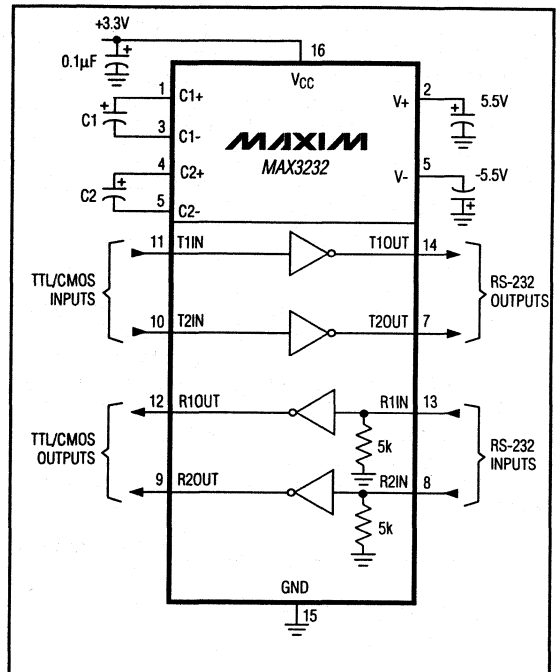 +3.3V
0.1µF
16
VCC
1 C1+
C1
3 C1-
4 C2+
C2
5 C2-
V+ 2 5.5V
V- 5 -5.5V
MAXIM
MAX3232
TTL/CMOS
INPUTS
11 T1IN
T1OUT 14
10 T2IN
T2OUT 7
RS-232
OUTPUTS
TTL/CMOS
OUTPUTS
12 R1OUT
R1IN 13
5k
9 R2OUT
R2IN 8
5k
RS-232
INPUTS
GND
15